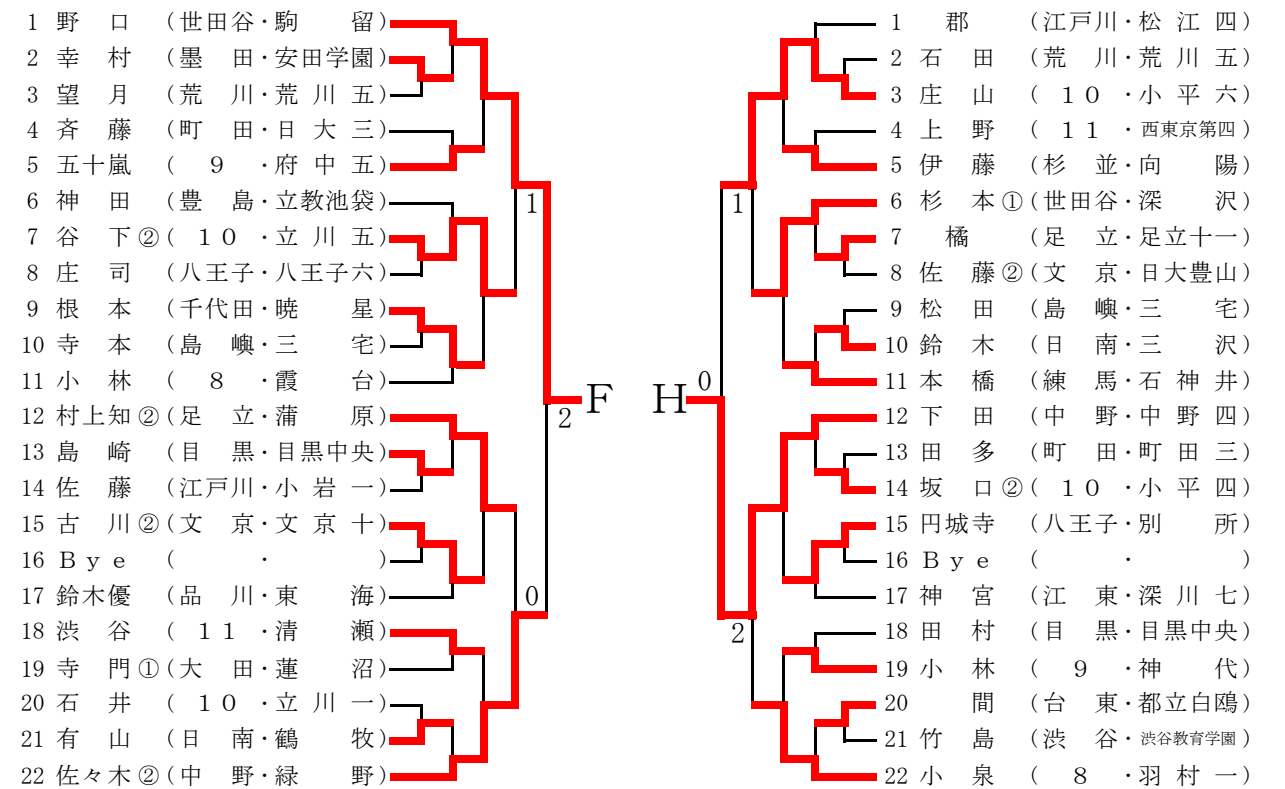 1 野 口 (世田谷・駒 留)
2 幸 村 (墨 田・安田学園)
3 望 月 (荒 川・荒 川 五)
4 斉 藤 (町 田・日 大 三)
5 五十嵐 ( 9 ・府 中 五)
6 神 田 (豊 島・立教池袋)
7 谷 下② ( 10 ・立 川 五)
8 庄 司 (八王子・八王子六)
9 根 本 (千代田・暁 星)
10 寺 本 (島 嶼・三 宅)
11 小 林 ( 8 ・霞 台)
12 村上知② (足 立・蒲 原)
13 島 崎 (目 黒・目黒中央)
14 佐 藤 (江戸川・小 岩 一)
15 古 川② (文 京・文 京 十)
16 Bye ( ・ )
17 鈴木優 (品 川・東 海)
18 渋 谷 ( 11 ・清 瀬)
19 寺 門① (大 田・蓮 沼)
20 石 井 ( 10 ・立 川 一)
21 有 山 (日 南・鶴 牧)
22 佐々木② (中 野・緑 野)
1
2
F
0
1 郡 (江戸川・松 江 四)
2 石 田 (荒 川・荒 川 五)
3 庄 山 ( 10 ・小 平 六)
4 上 野 ( 11 ・西東京第四)
5 伊 藤 (杉 並・向 陽)
6 杉 本① (世田谷・深 沢)
7 橘 (足 立・足立十一)
8 佐 藤② (文 京・日大豊山)
9 松 田 (島 嶼・三 宅)
10 鈴 木 (日 南・三 沢)
11 本 橋 (練 馬・石 神 井)
12 下 田 (中 野・中 野 四)
13 田 多 (町 田・町 田 三)
14 坂 口② ( 10 ・小 平 四)
15 円城寺 (八王子・別 所)
16 Bye ( ・ )
17 神 宮 (江 東・深 川 七)
18 田 村 (目 黒・目黒中央)
19 小 林 ( 9 ・神 代)
20 間 (台 東・都立白鴎)
21 竹 島 (渋 谷・渋谷教育学園)
22 小 泉 ( 8 ・羽 村 一)
1
H
0
2